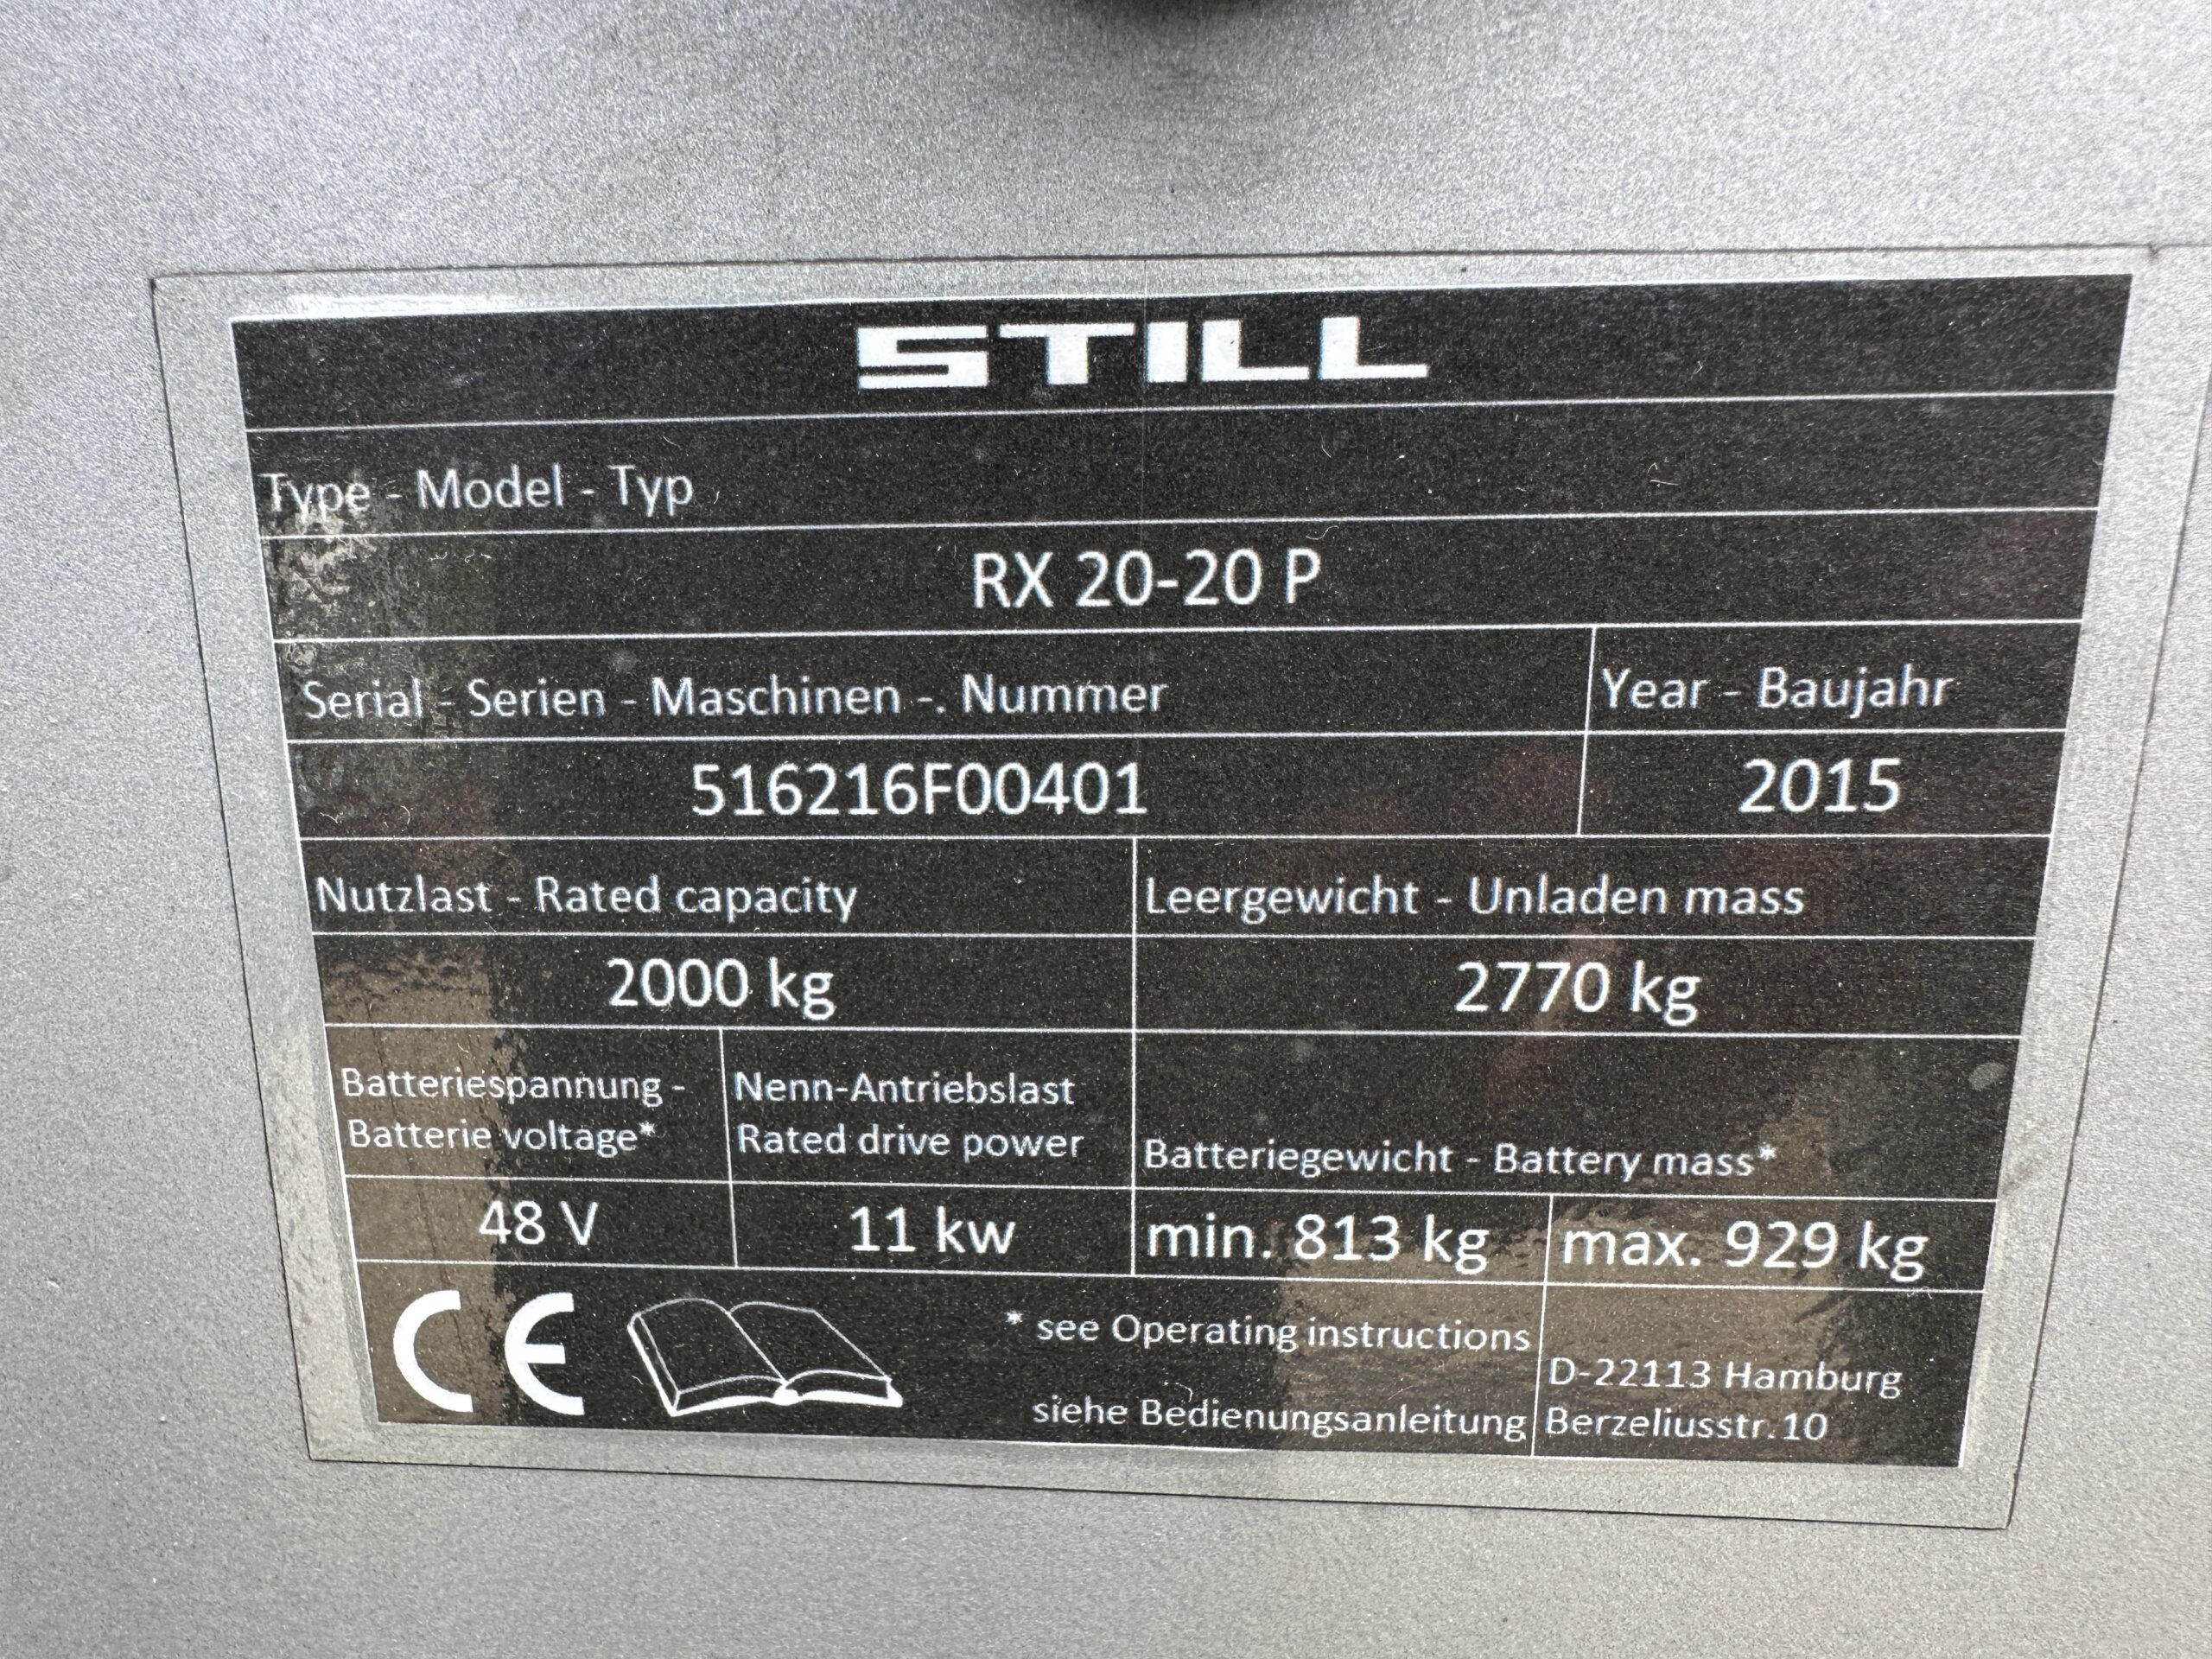 STILL
Type - Model - Typ
RX 20-20 P
Serial - Serien - Maschinen -. Nummer
Year - Baujahr
516216F00401
2015
Nutzlast - Rated capacity
Leergewicht - Unladen mass
2000 kg
2770 kg
Batteriespannung -
Batterie voltage*
Nenn-Antriebslast
Rated drive power
Batteriegewicht - Battery mass*
48 V
11 kw
min. 813 kg
max. 929 kg
CE
* see Operating instructions
siehe Bedienungsanleitung
D-22113 Hamburg
Berzeliusstr.10